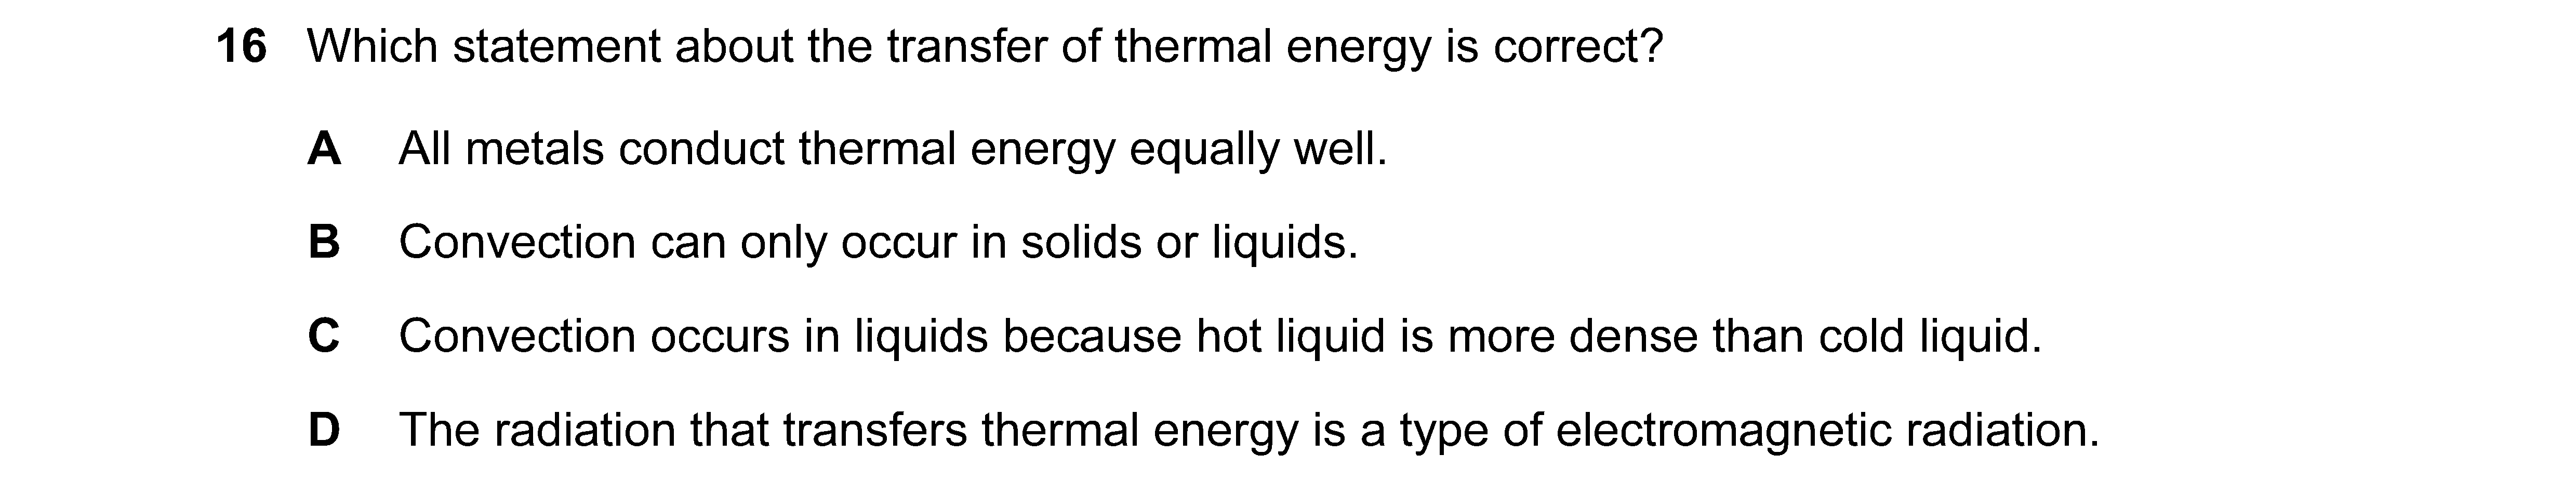 16 Which statement about the transfer of thermal energy is correct?
A All metals conduct thermal energy equally well.
B Convection can only occur in solids or liquids.
C Convection occurs in liquids because hot liquid is more dense than cold liquid.
D The radiation that transfers thermal energy is a type of electromagnetic radiation.